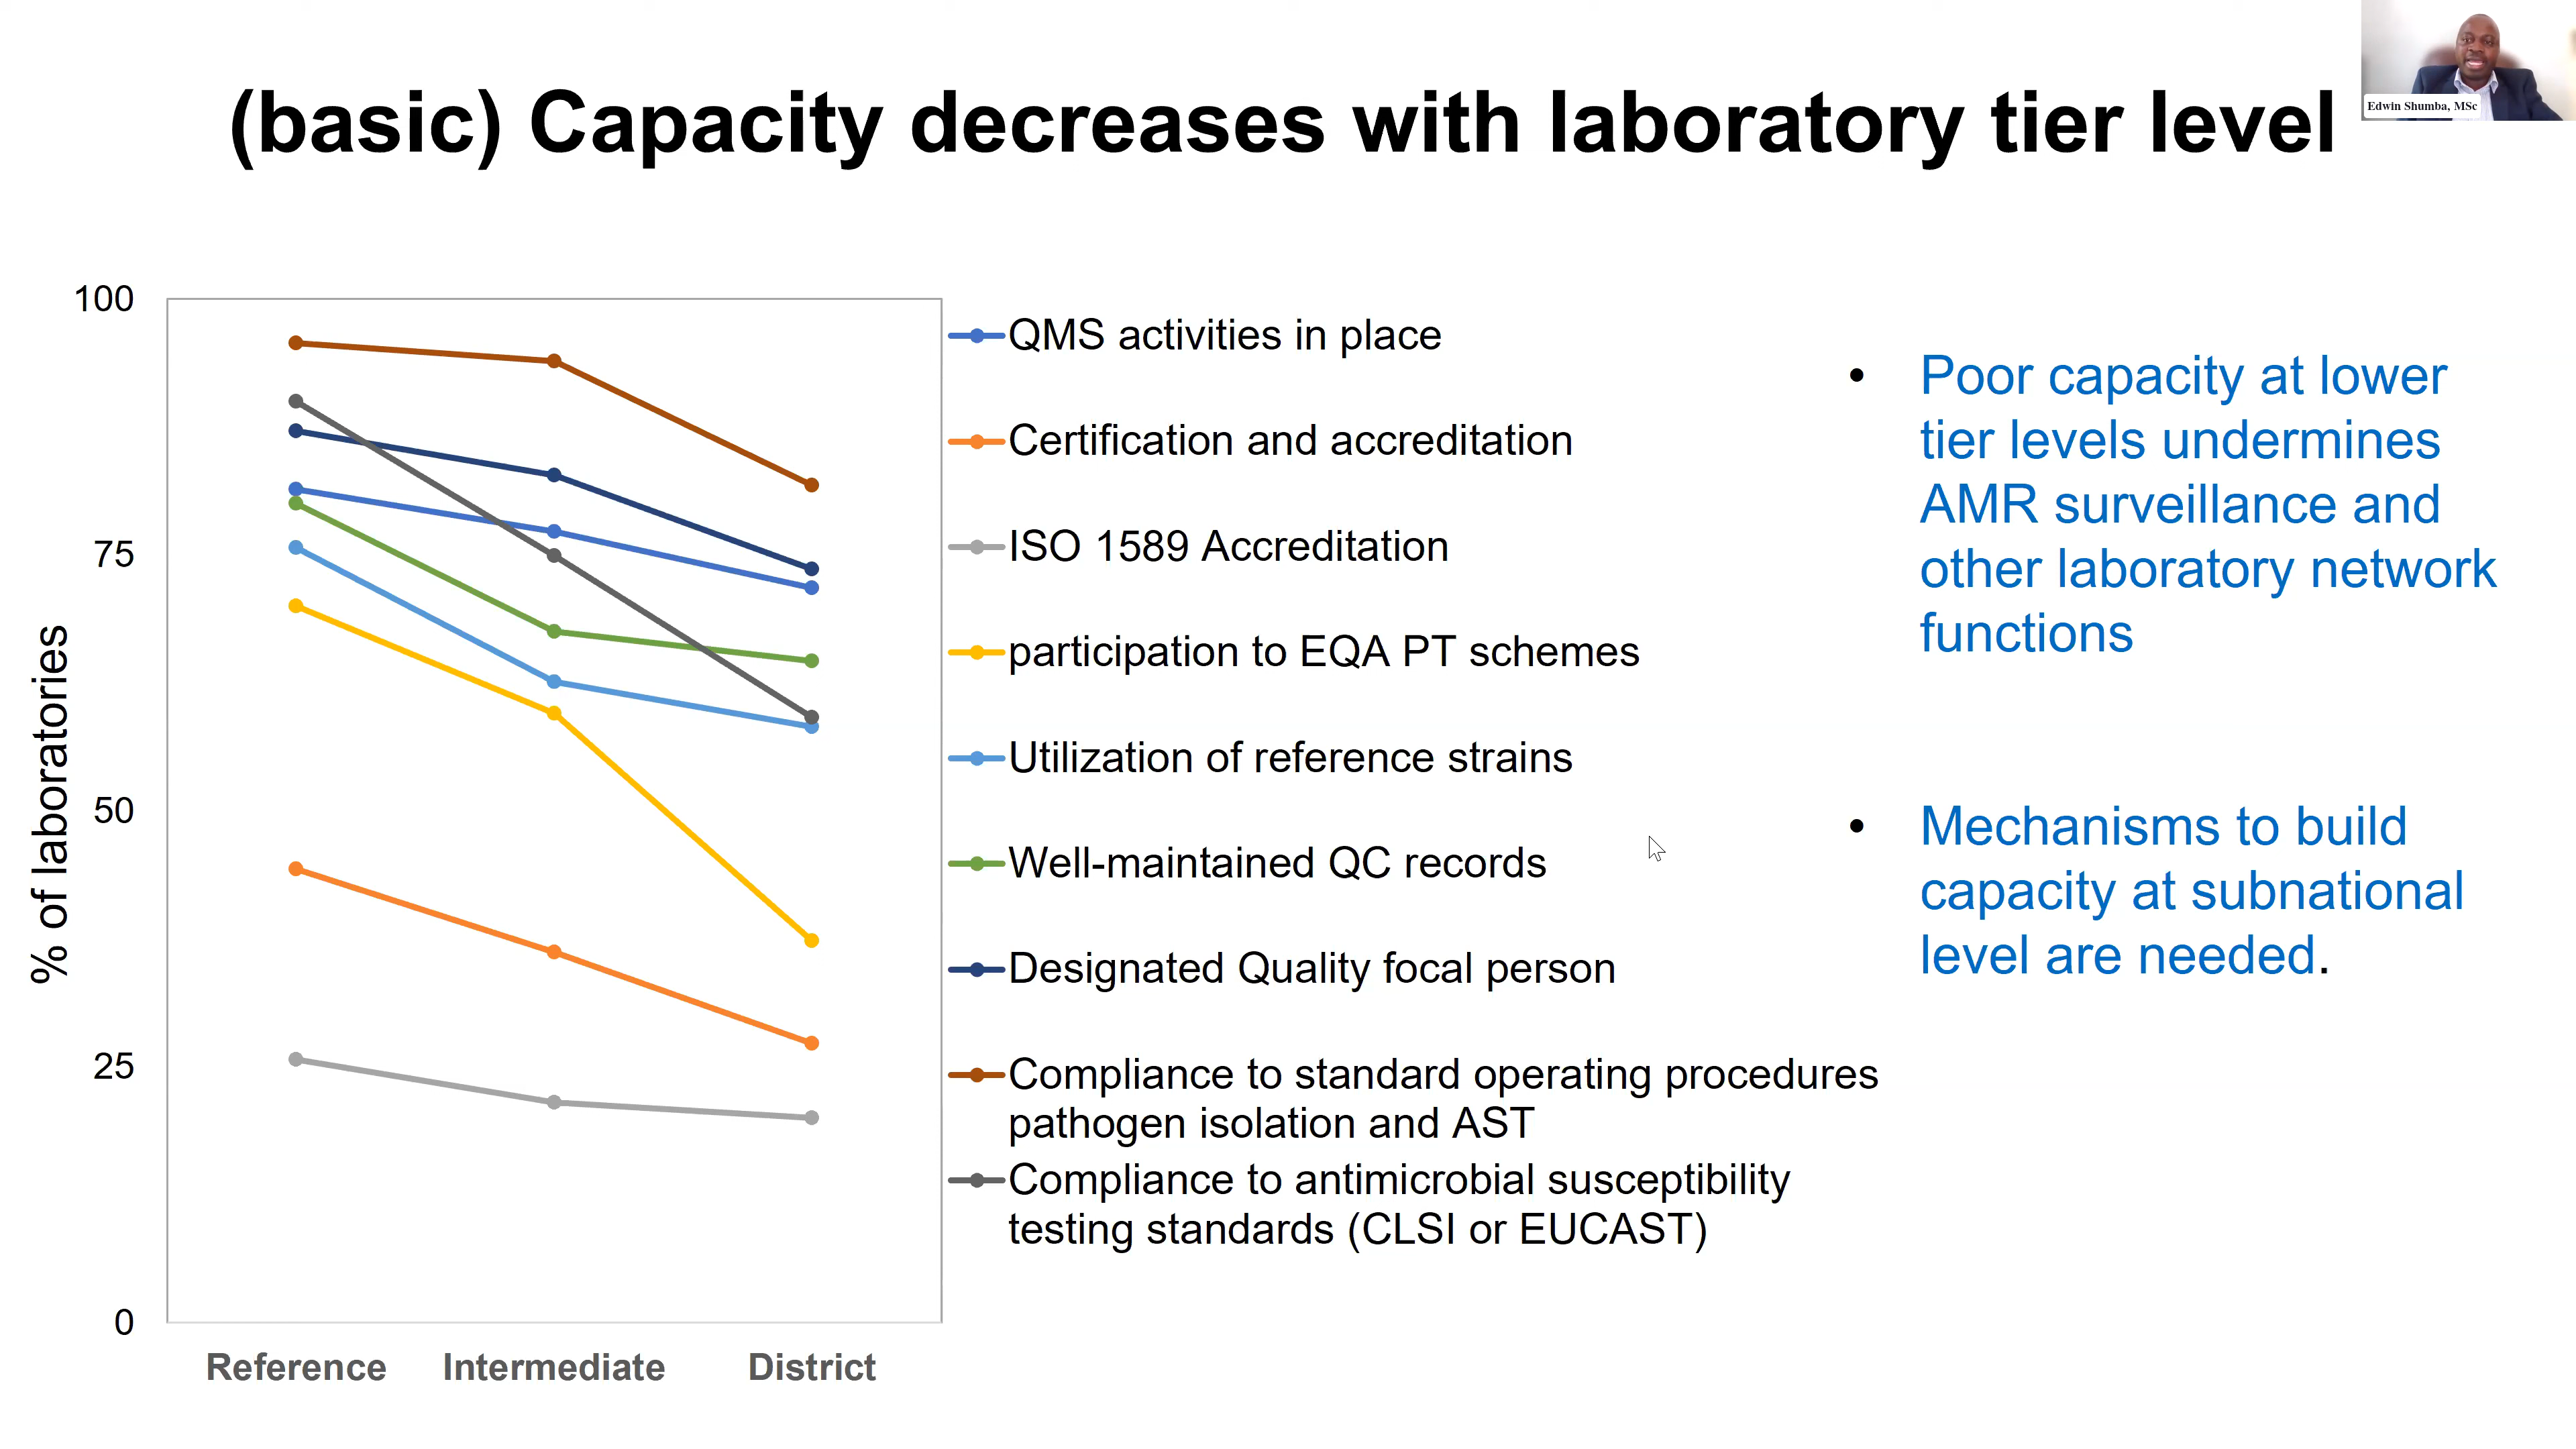 (basic) Capacity decreases with laboratory tier level
Edwin Shumba, MSc
% of laboratories
100
75
50
25
0
Reference
Intermediate
District
QMS activities in place
Certification and accreditation
ISO 1589 Accreditation
participation to EQA PT schemes
Utilization of reference strains
Well-maintained QC records
Designated Quality focal person
Compliance to standard operating procedures
pathogen isolation and AST
Compliance to antimicrobial susceptibility
testing standards (CLSI or EUCAST)
• Poor capacity at lower
tier levels undermines
AMR surveillance and
other laboratory network
functions
• Mechanisms to build
capacity at subnational
level are needed.